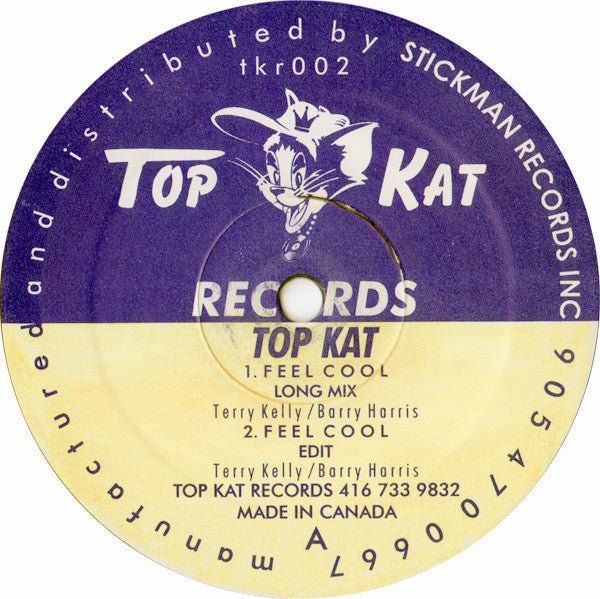 manufactured and distributed by STICKMAN RECORDS INC 905 470 0667
tkr002
TOP KAT
RECORDS
TOP KAT
1. FEEL COOL
LONG MIX
Terry Kelly/Barry Harris
2. FEEL COOL
EDIT
Terry Kelly/Barry Harris
TOP KAT RECORDS 416 733 9832
MADE IN CANADA
A